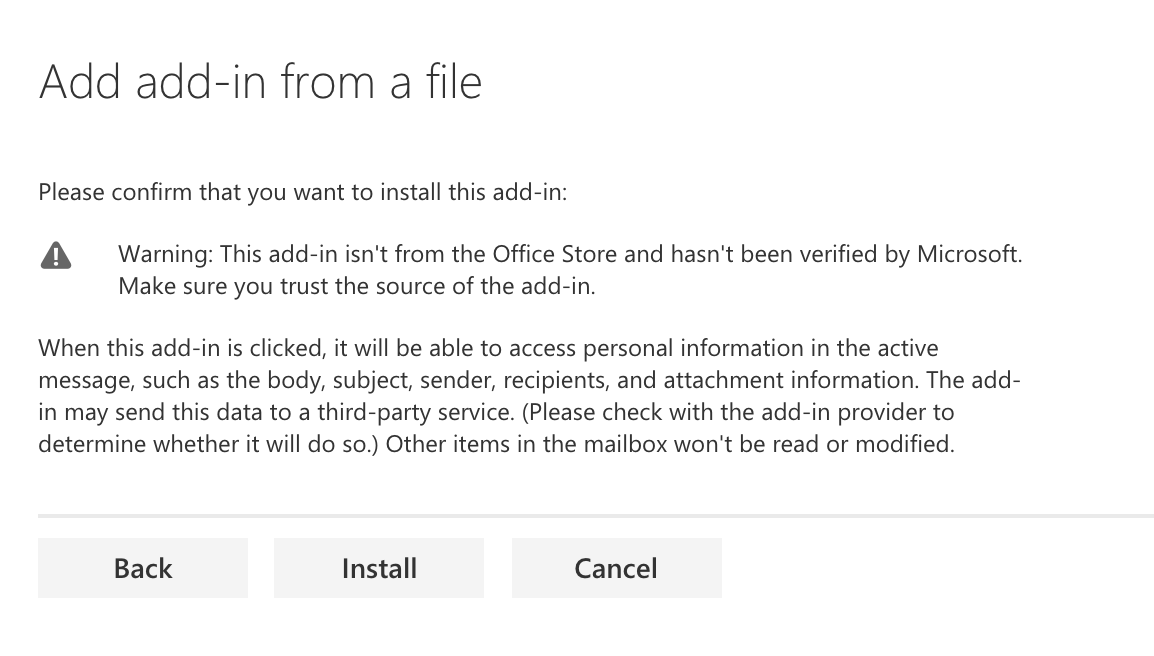 Add add-in from a file
Please confirm that you want to install this add-in:
Warning: This add-in isn't from the Office Store and hasn't been verified by Microsoft.
Make sure you trust the source of the add-in.
When this add-in is clicked, it will be able to access personal information in the active
message, such as the body, subject, sender, recipients, and attachment information. The add-
in may send this data to a third-party service. (Please check with the add-in provider to
determine whether it will do so.) Other items in the mailbox won't be read or modified.
Back Install Cancel